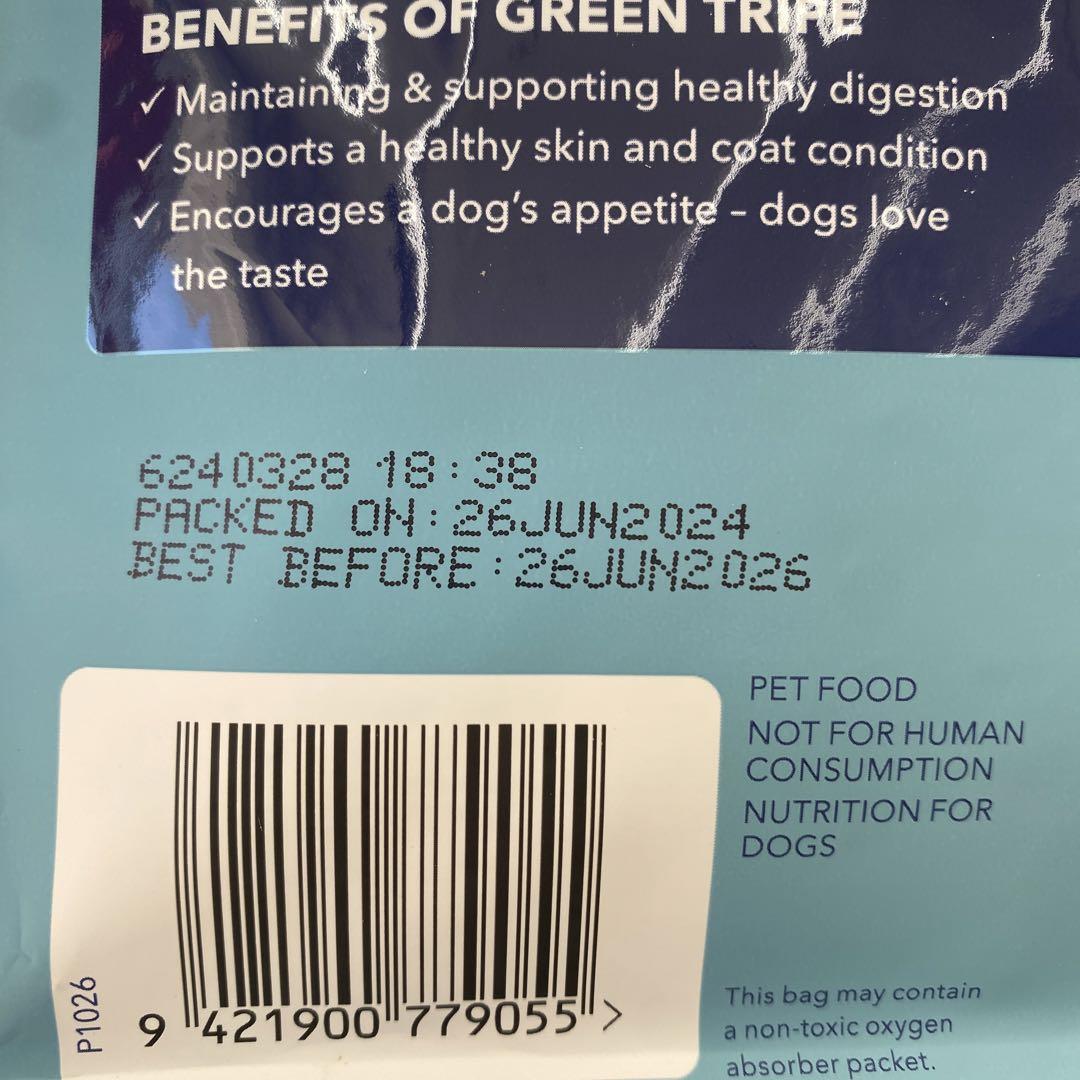 BENEFITS OF GREEN TRIPE
✓ Maintaining & supporting healthy digestion
✓ Supports a healthy skin and coat condition
✓ Encourages a dog's appetite – dogs love
the taste
6240328 18:38
PACKED ON:26JUN2024
BEST BEFORE:26JUN2026
PET FOOD
NOT FOR HUMAN
CONSUMPTION
NUTRITION FOR
DOGS
P1026
9 421900 779055 >
This bag may contain
a non-toxic oxygen
absorber packet.